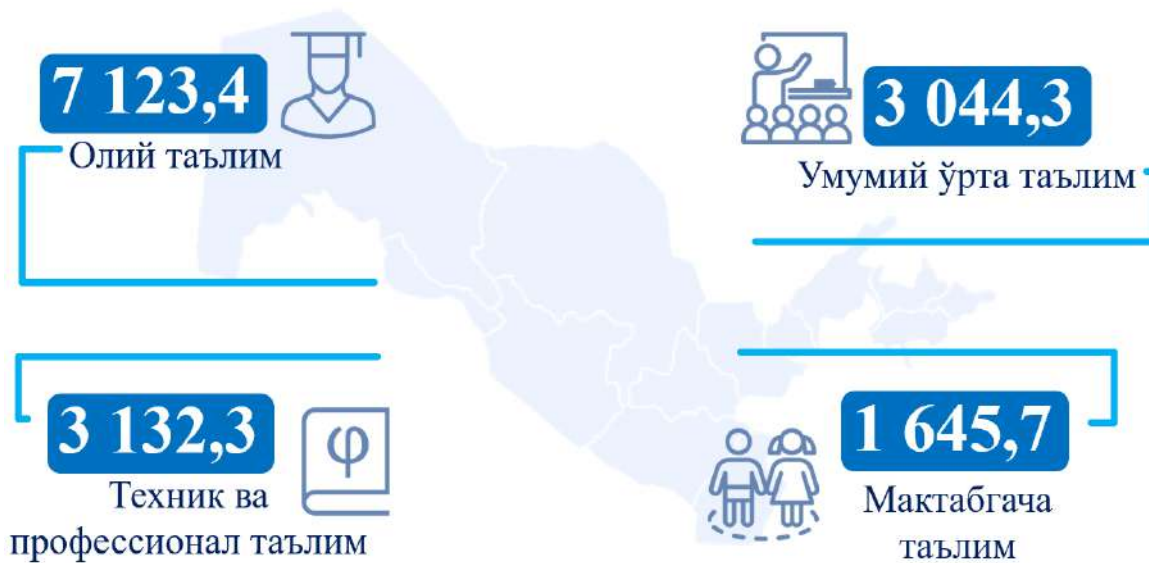 7 123,4
Олий таълим
3 044,3
Умумий ўрта таълим
3 132,3
φ
Техник ва
профессионал таълим
1 645,7
Мактабгача
таълим